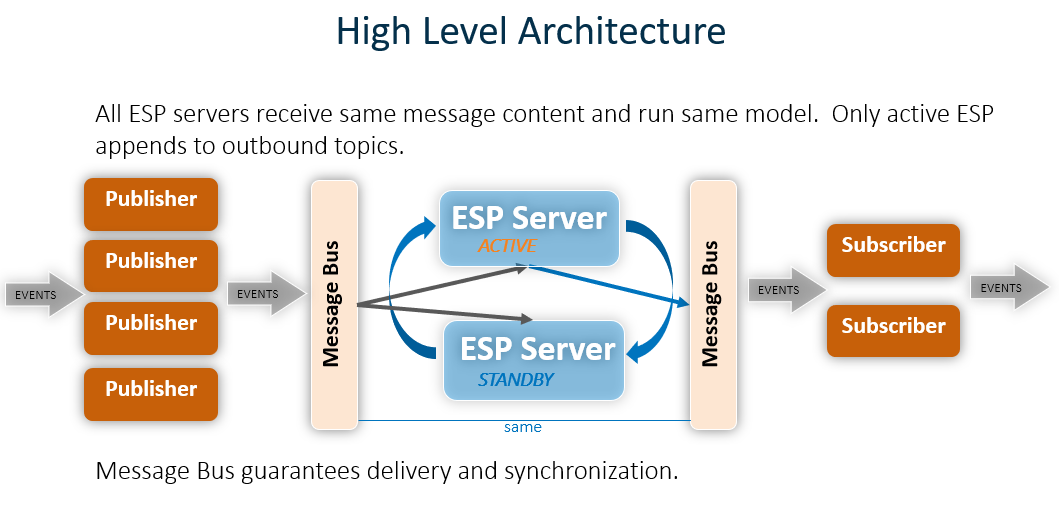 High Level Architecture
All ESP servers receive same message content and run same model.  Only active ESP
appends to outbound topics.
EVENTS
Publisher
Publisher
Publisher
Publisher
EVENTS
Message Bus
ESP Server
ACTIVE
ESP Server
STANDBY
same
Message Bus
EVENTS
Subscriber
Subscriber
EVENTS
Message Bus guarantees delivery and synchronization.